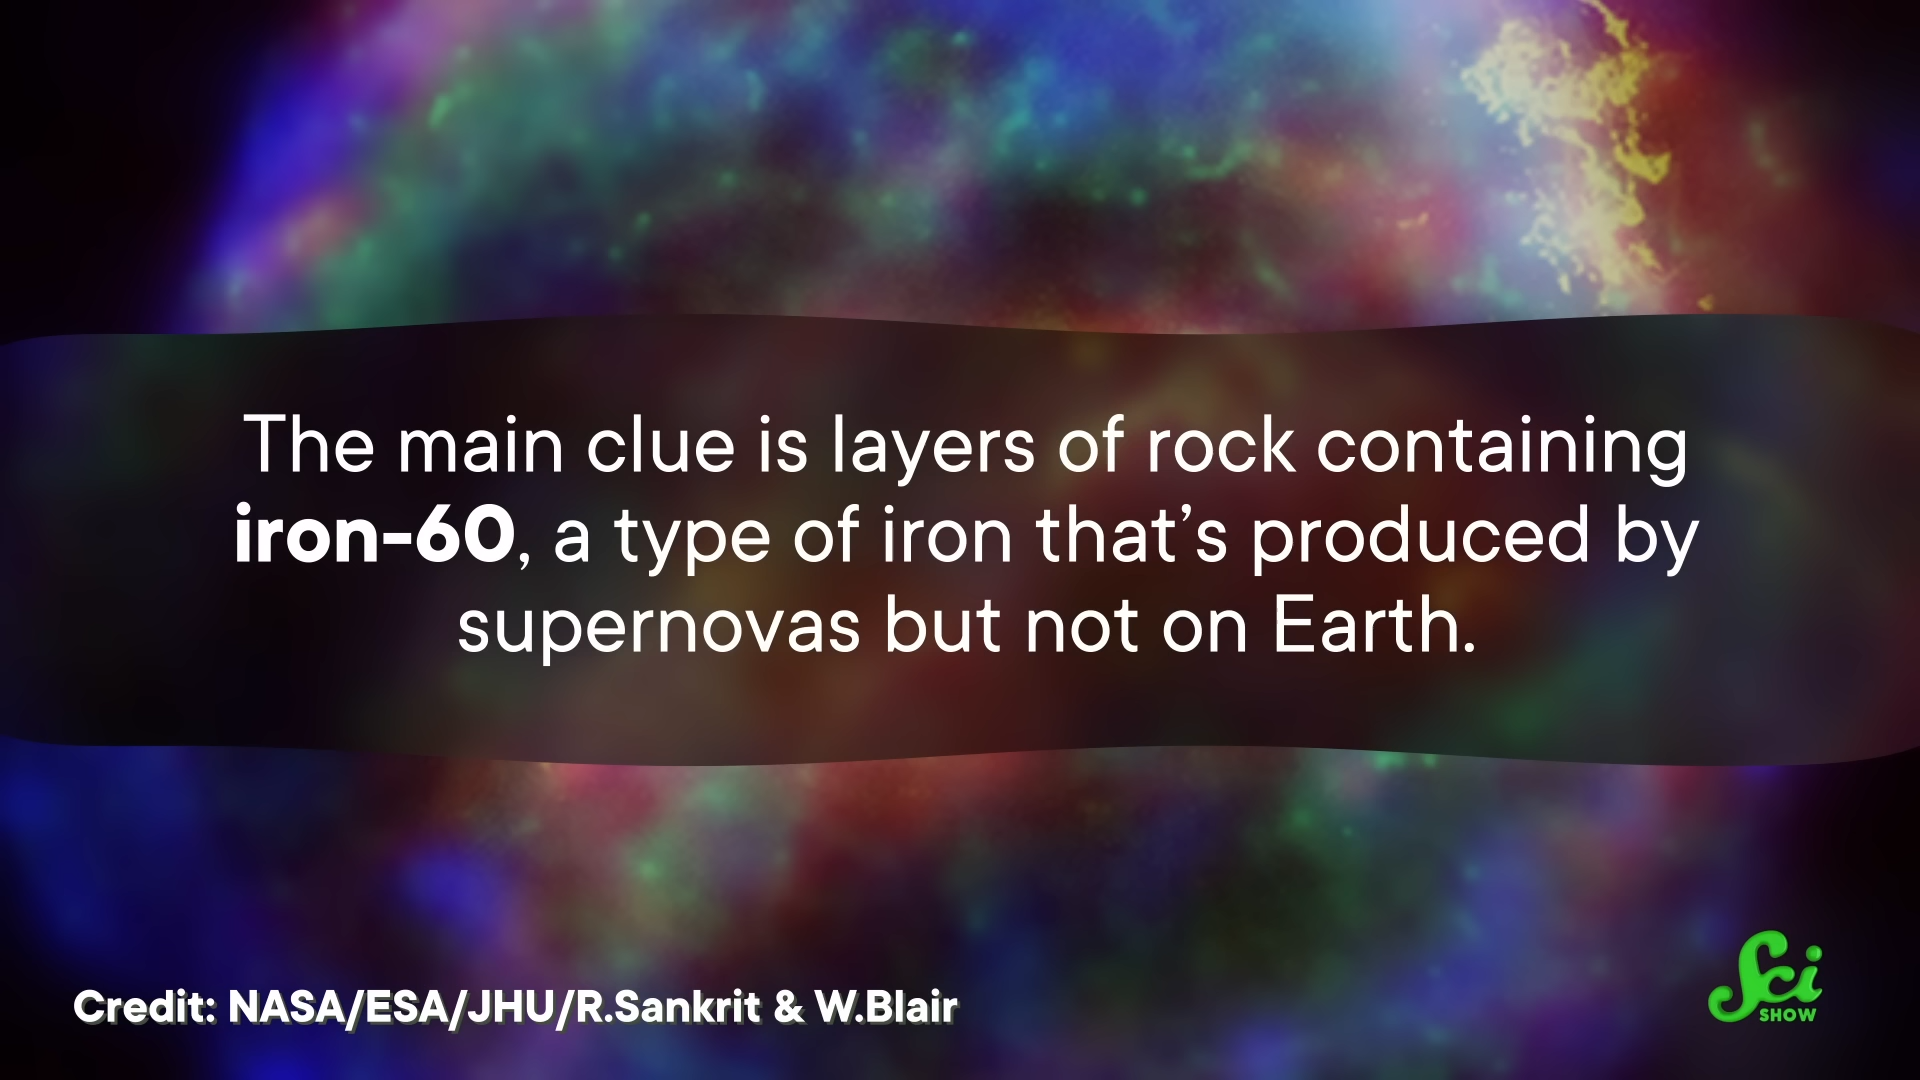 The main clue is layers of rock containing
iron-60, a type of iron that’s produced by
supernovas but not on Earth.
Credit: NASA/ESA/JHU/R.Sankrit & W.Blair
Sci
SHOW